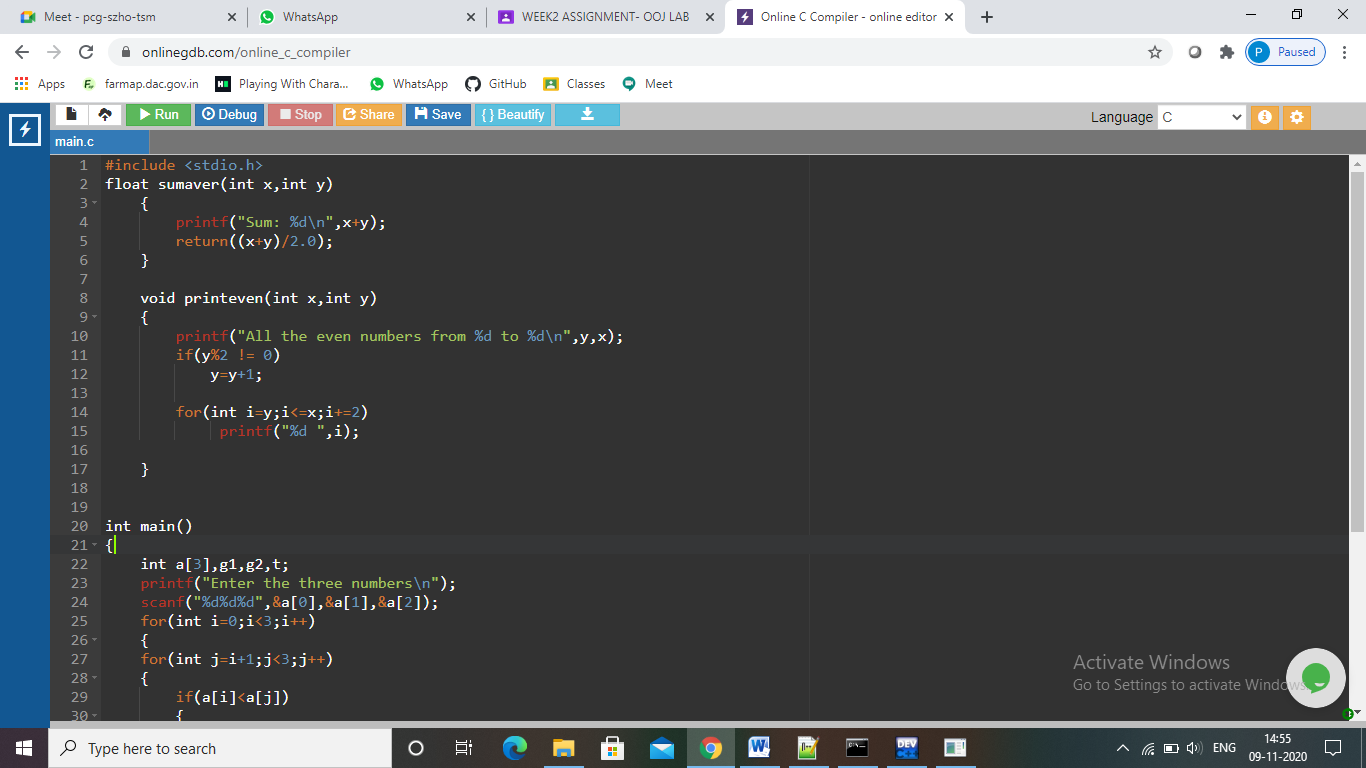 Meet - pcg-szho-tsm
WhatsApp
WEEK2 ASSIGNMENT- OOJ LAB
Online C Compiler - online editor
onlinegdb.com/online_c_compiler
P Paused
Apps
farmap.dac.gov.in
Playing With Chara...
WhatsApp
GitHub
Classes
Meet
Run
Debug
Stop
Share
Save
{ } Beautify
Language C
main.c
1 #include <stdio.h>
2 float sumaver(int x,int y)
3 {
4 printf("Sum: %d\n",x+y);
5 return((x+y)/2.0);
6 }
7
8 void printeven(int x,int y)
9 {
10 printf("All the even numbers from %d to %d\n",y,x);
11 if(y%2 != 0)
12 y=y+1;
13
14 for(int i=y;i<=x;i+=2)
15 printf("%d ",i);
16
17 }
18
19
20 int main()
21 {
22 int a[3],g1,g2,t;
23 printf("Enter the three numbers\n");
24 scanf("%d%d%d",&a[0],&a[1],&a[2]);
25 for(int i=0;i<3;i++)
26 {
27 for(int j=i+1;j<3;j++)
28 {
29 if(a[i]<a[j])
30 {
Activate Windows
Go to Settings to activate Windows.
Type here to search
ENG
14:55
09-11-2020